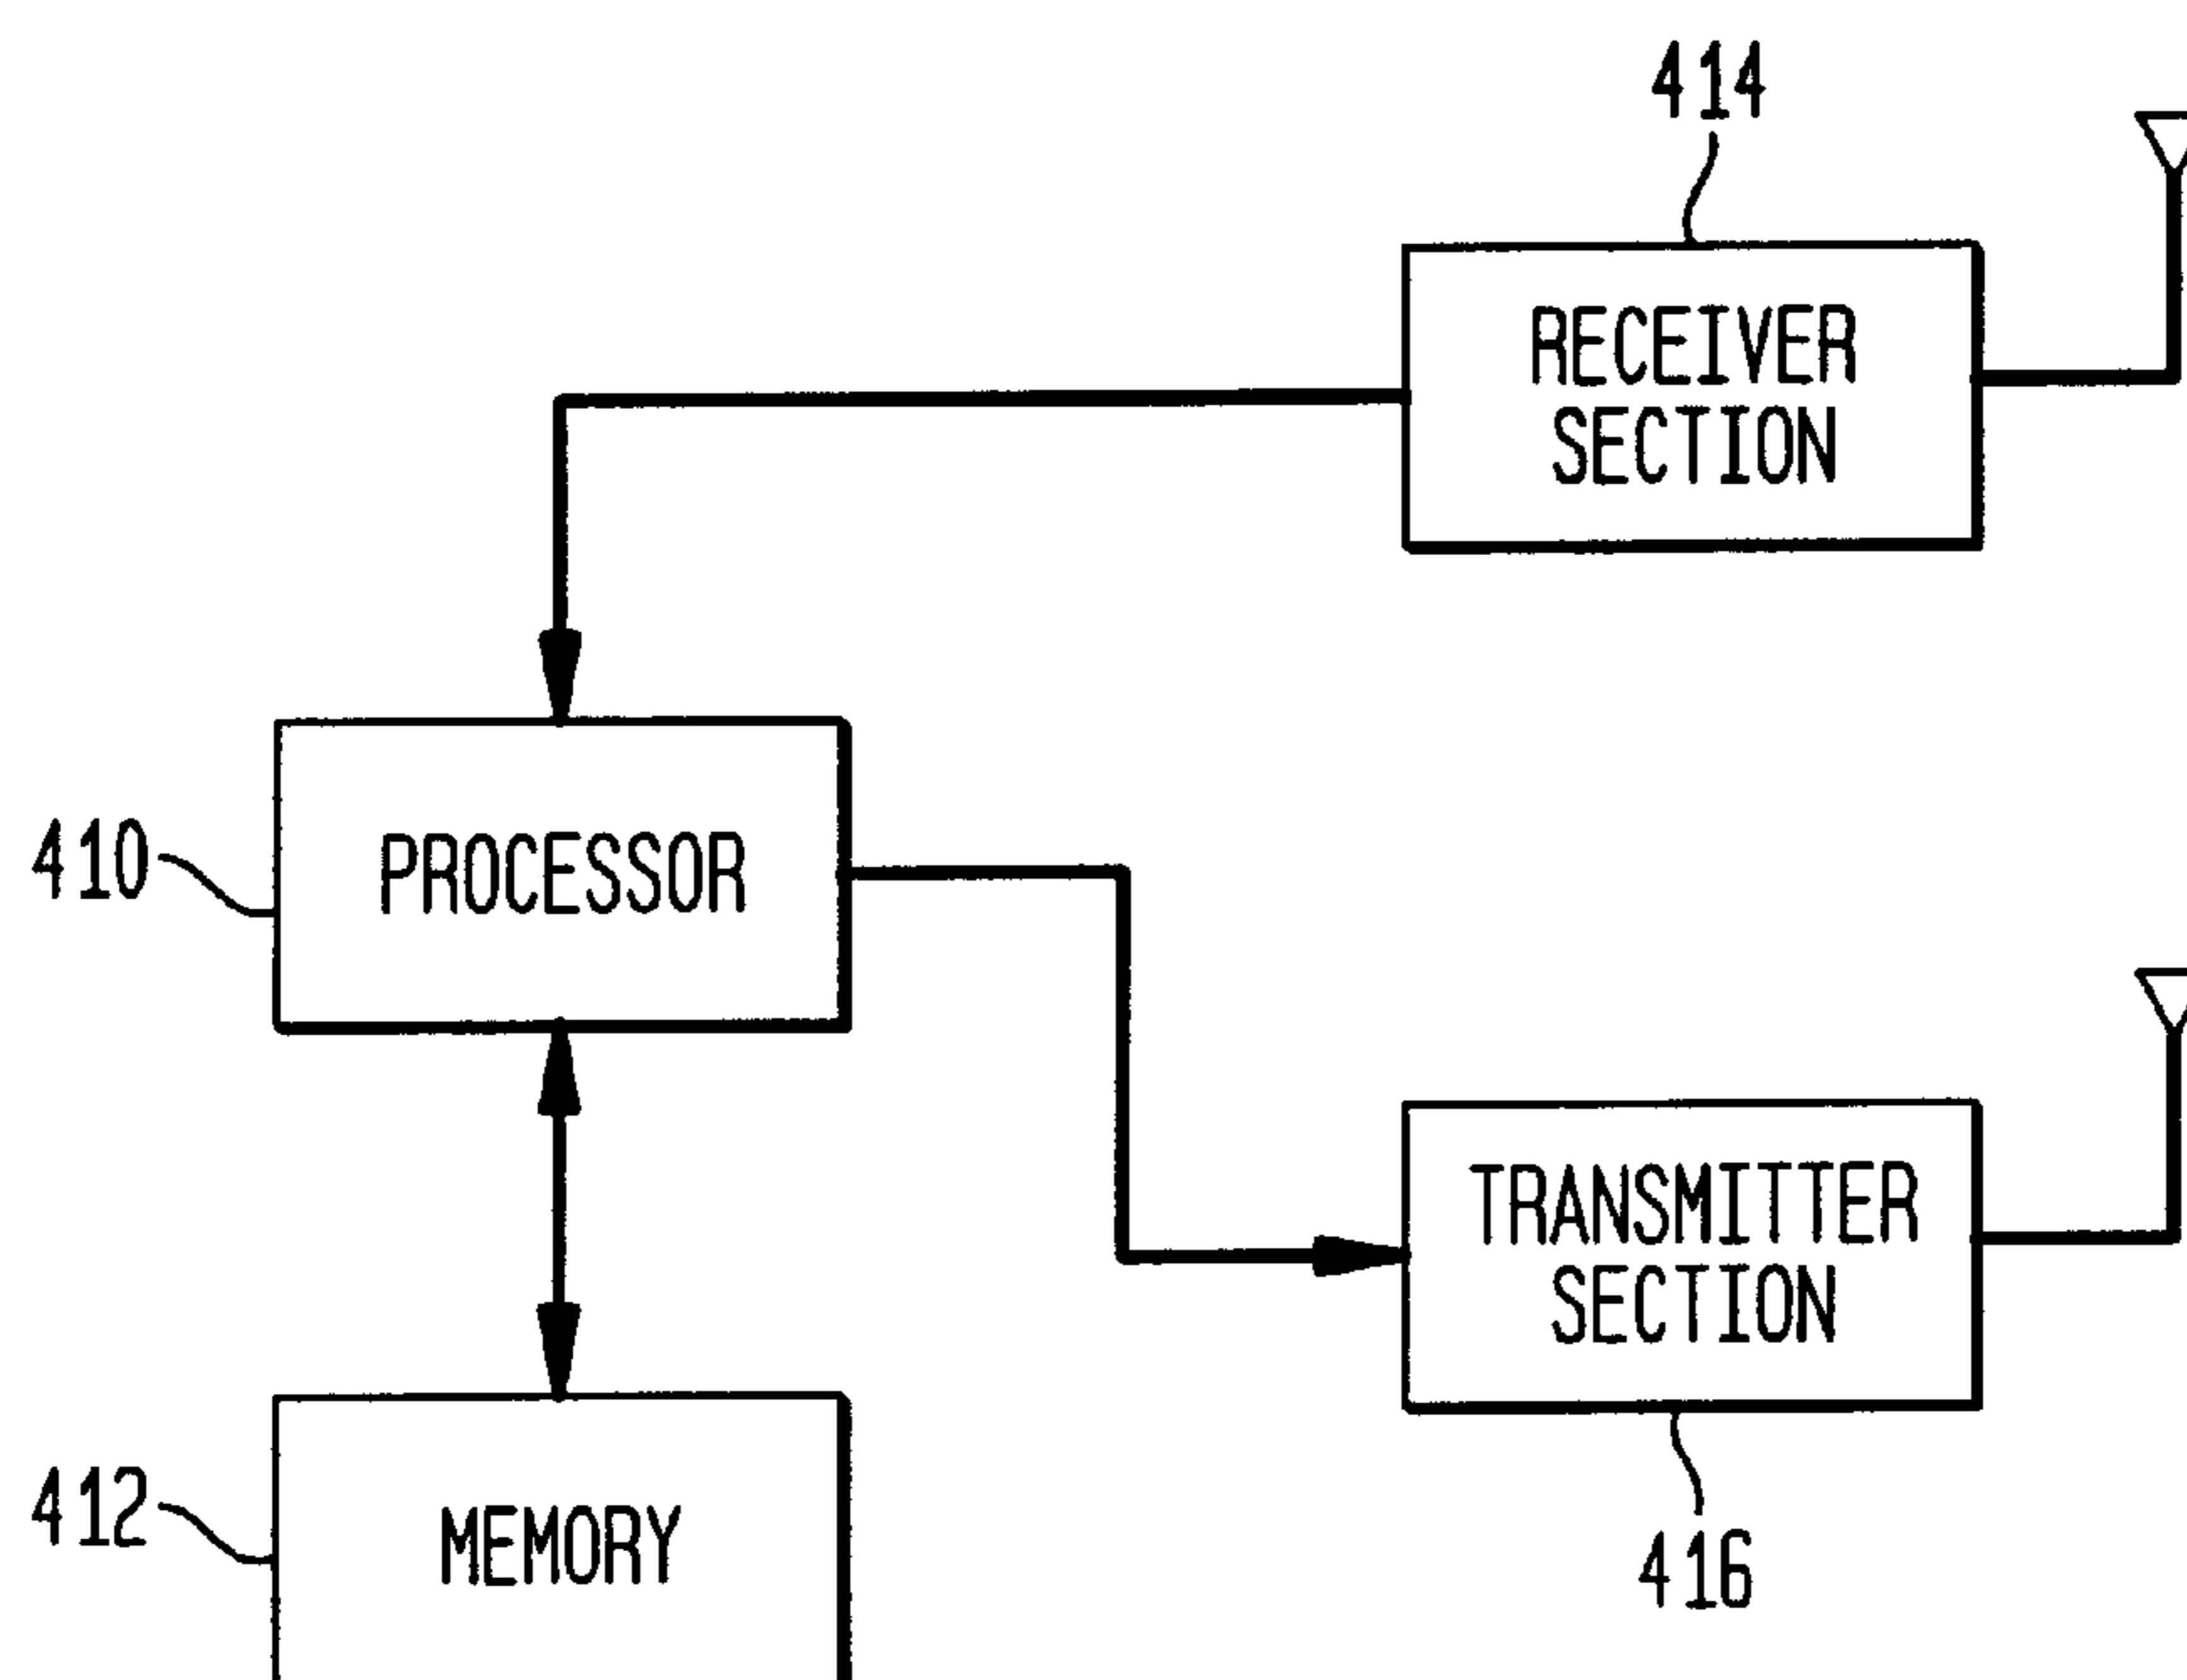 414
RECEIVER
SECTION
410
PROCESSOR
TRANSMITTER
SECTION
412
MEMORY
416